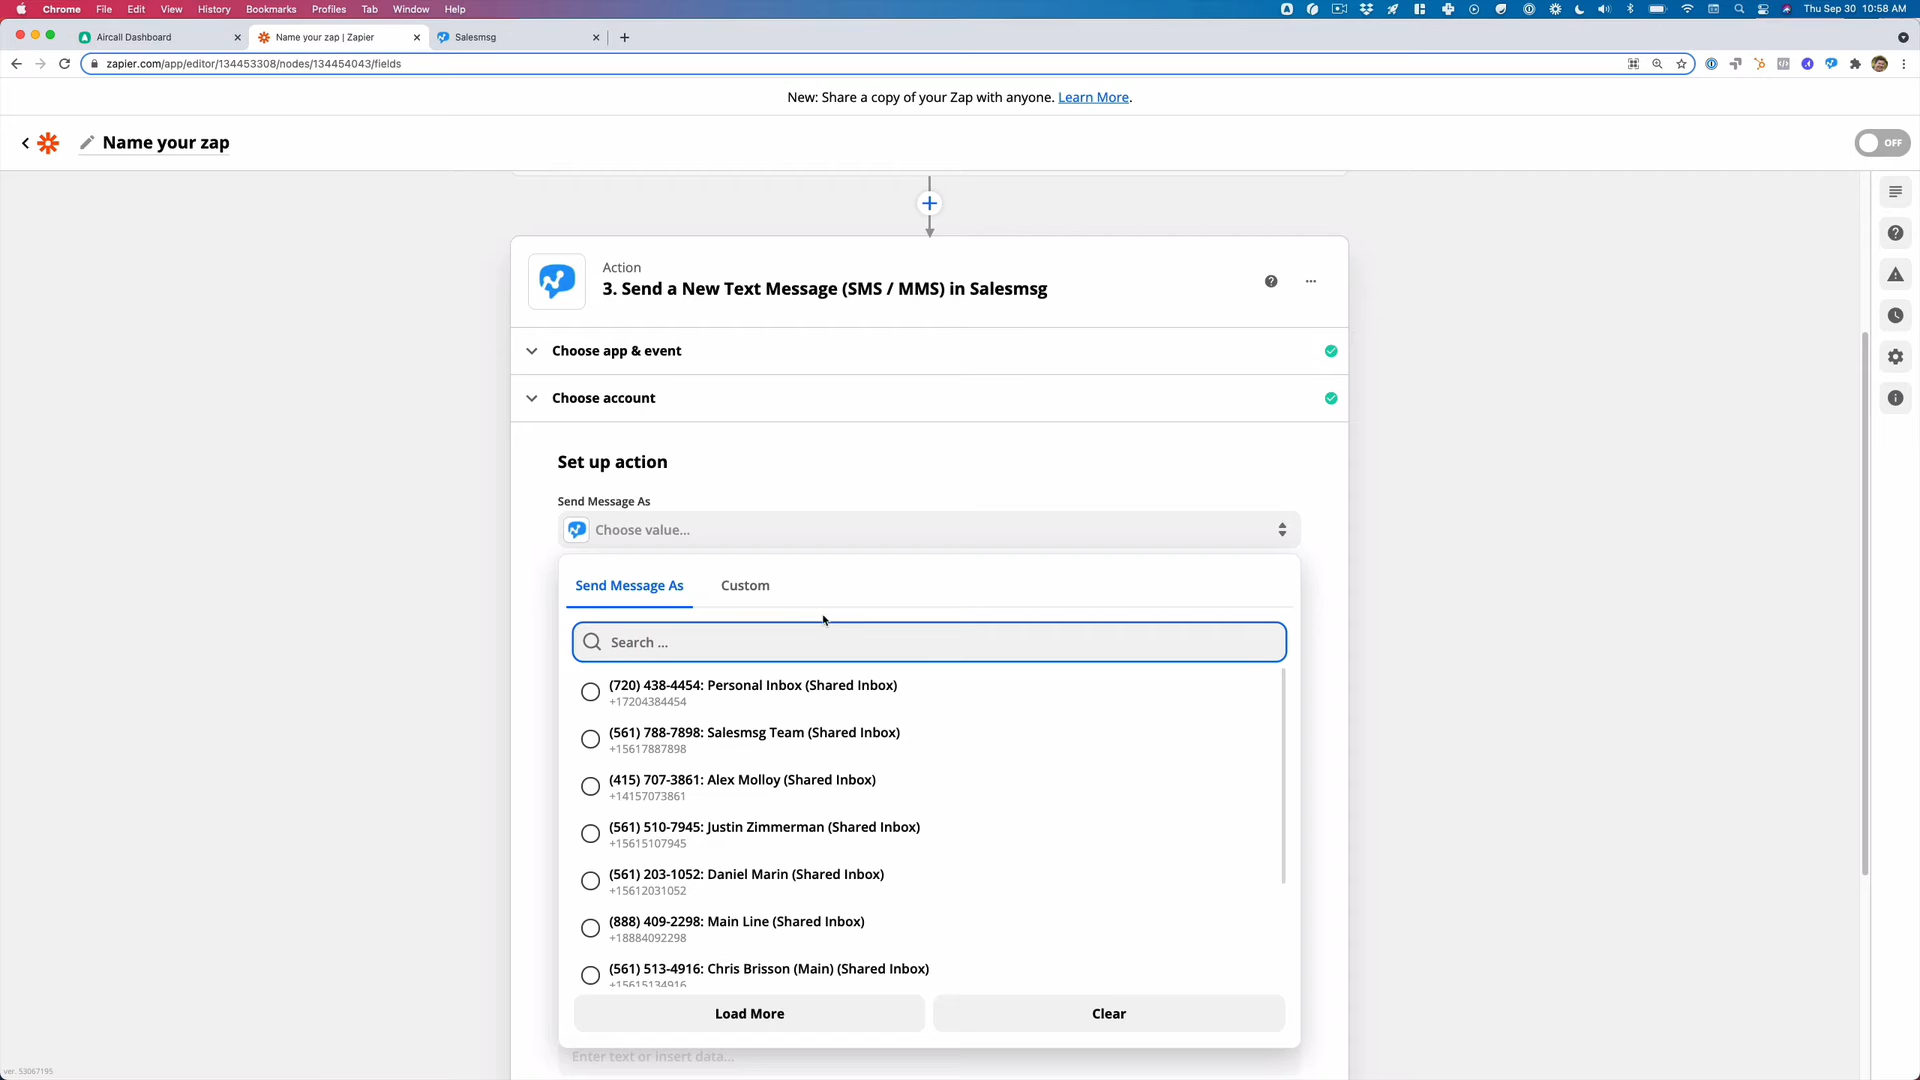 Chrome File Edit View History Bookmarks Profiles Tab Window Help Thu Sep 30 10:58 AM
Aircall Dashboard Name your zap | Zapier Salesmsg
zapier.com/app/editor/134453308/nodes/134454043/fields
New: Share a copy of your Zap with anyone. Learn More.
Name your zap
OFF
Action
3. Send a New Text Message (SMS / MMS) in Salesmsg
Choose app & event
Choose account
Set up action
Send Message As
Choose value...
Send Message As Custom
Search ...
(720) 438-4454: Personal Inbox (Shared Inbox)
+17204384454
(561) 788-7898: Salesmsg Team (Shared Inbox)
+15617887898
(415) 707-3861: Alex Molloy (Shared Inbox)
+14157073861
(561) 510-7945: Justin Zimmerman (Shared Inbox)
+15615107945
(561) 203-1052: Daniel Marin (Shared Inbox)
+15612031052
(888) 409-2298: Main Line (Shared Inbox)
+18884092298
(561) 513-4916: Chris Brisson (Main) (Shared Inbox)
+15615134916
Load More Clear
Enter text or insert data...
ver. 53067195